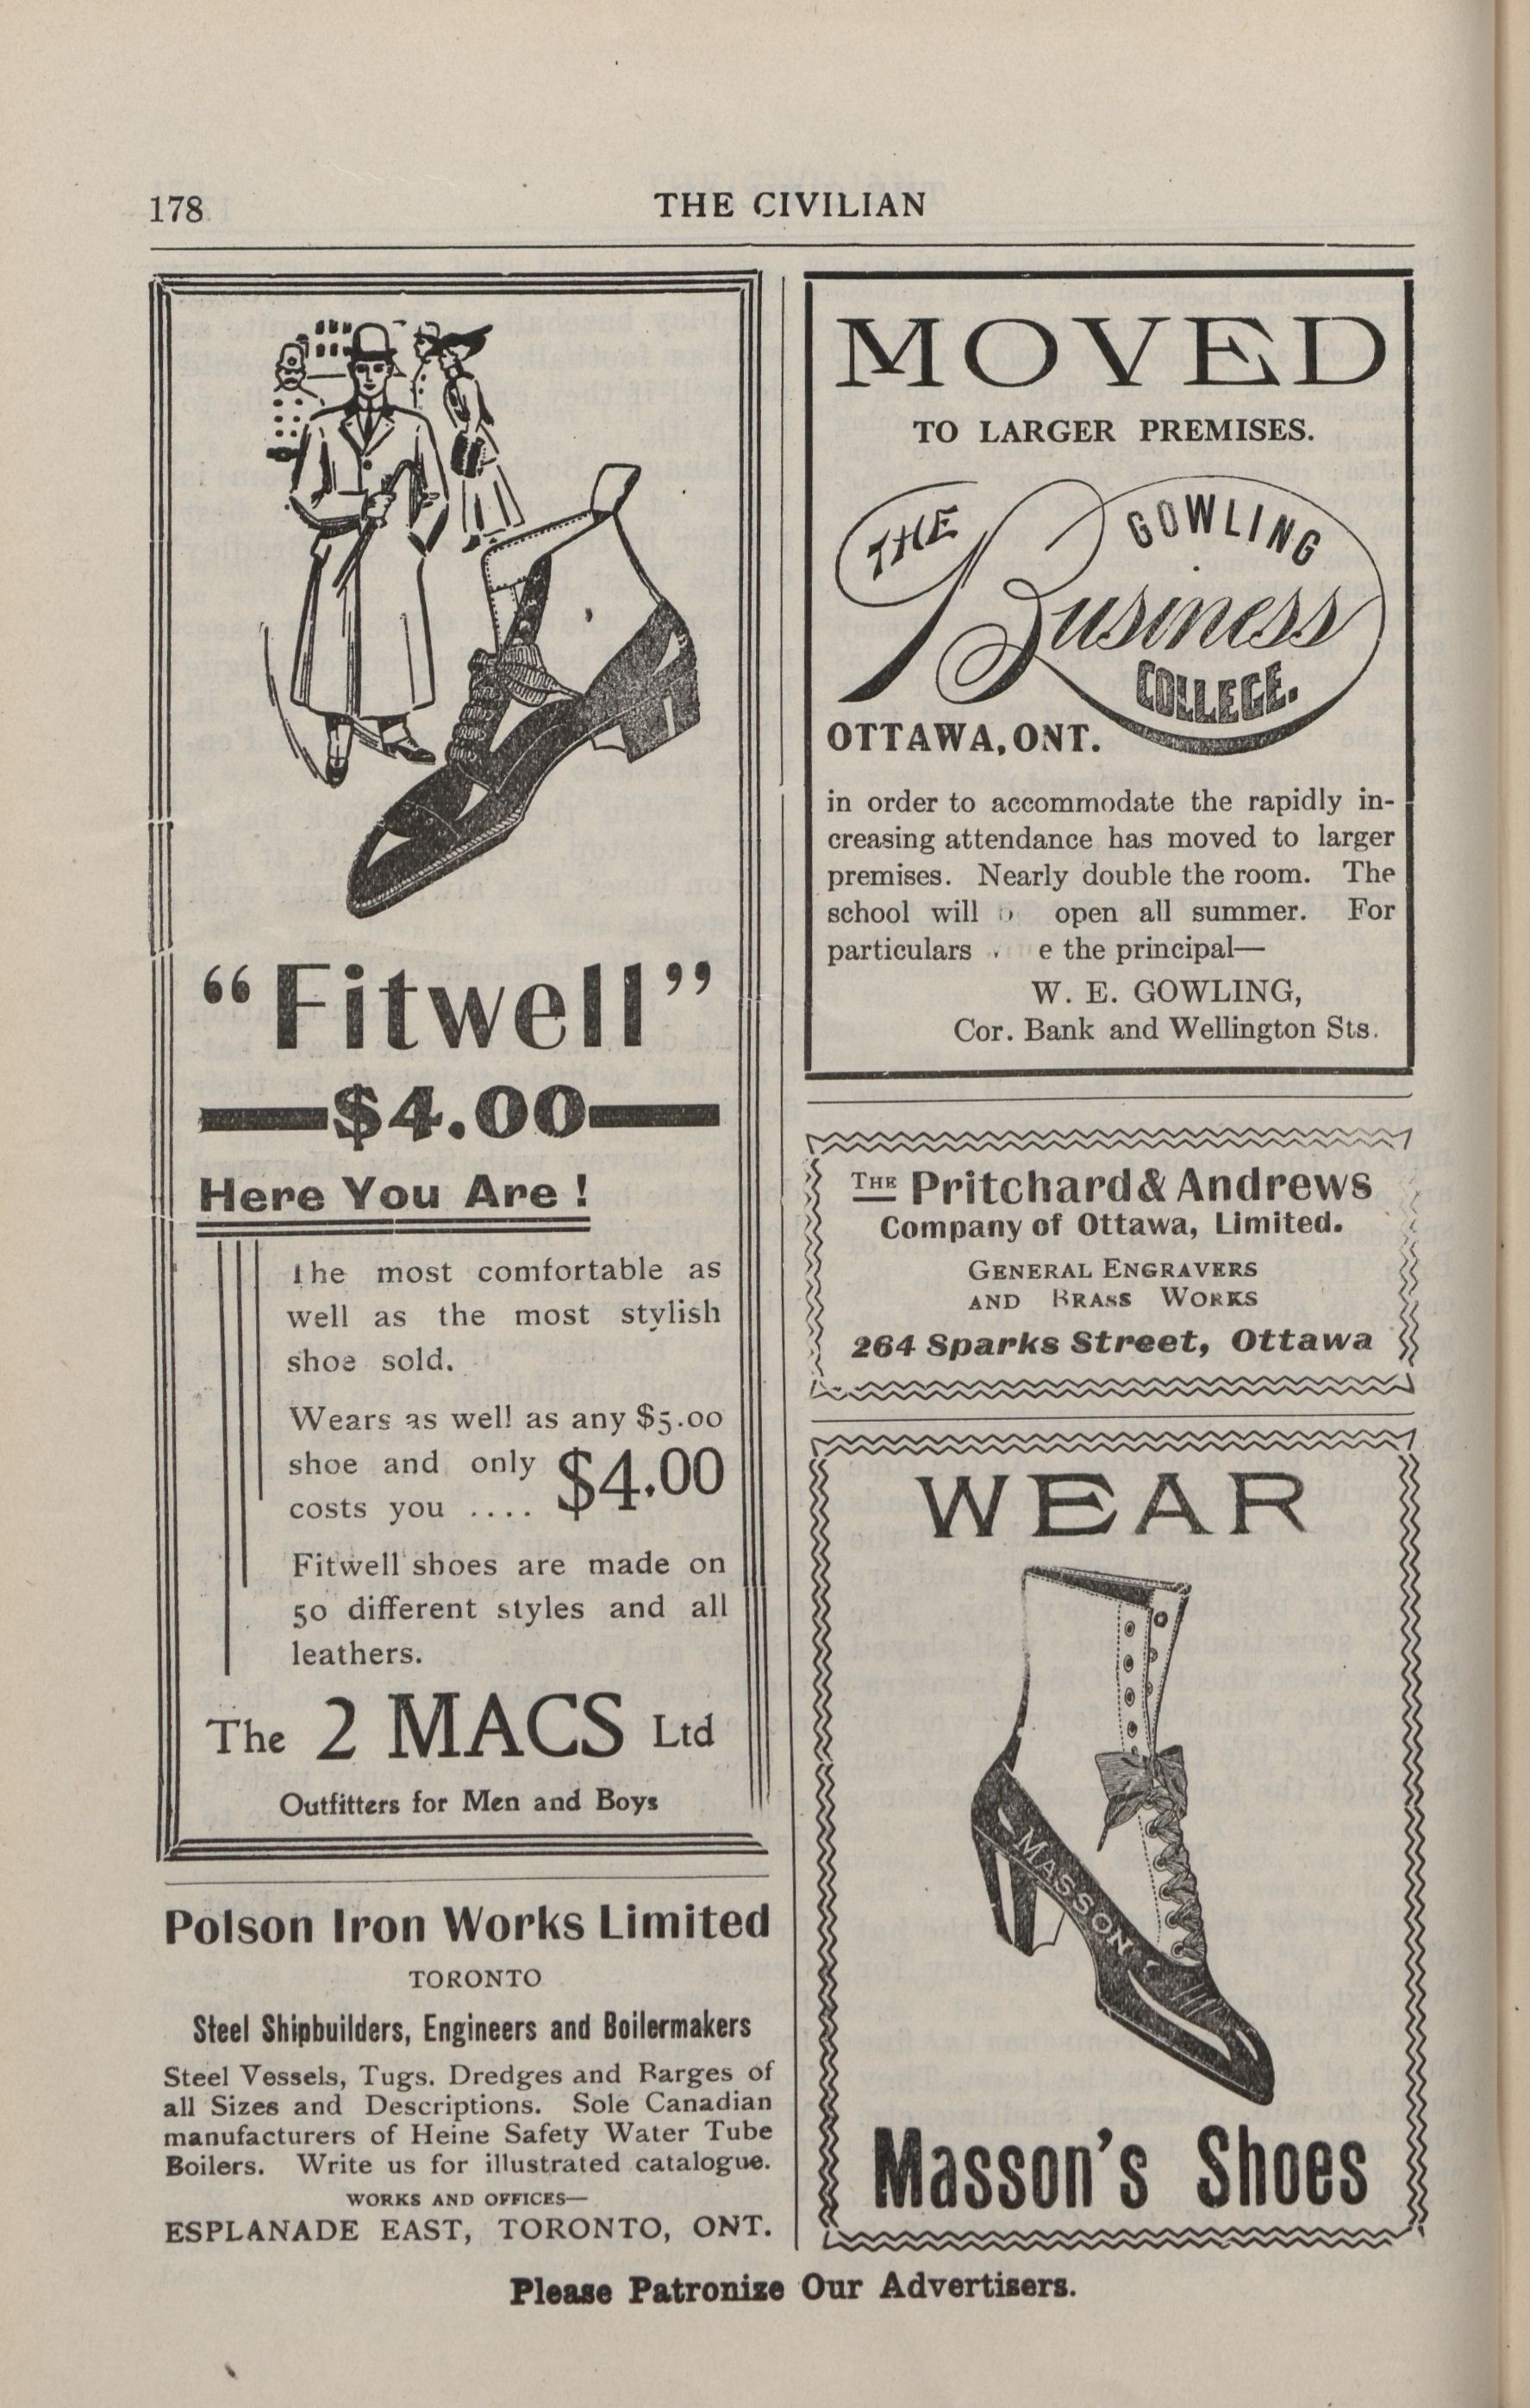 178
THE CIVILIAN
"Fitwell"
$4.00
Here You Are !
The most comfortable as
well as the most stylish
shoe sold.
Wears as well as any $5.00
shoe and only
costs you .... $4.00
Fitwell shoes are made on
50 different styles and all
leathers.
The 2 MACS Ltd
Outfitters for Men and Boys
Polson Iron Works Limited
TORONTO
Steel Shipbuilders, Engineers and Boilermakers
Steel Vessels, Tugs. Dredges and Barges of
all Sizes and Descriptions. Sole Canadian
manufacturers of Heine Safety Water Tube
Boilers. Write us for illustrated catalogue.
WORKS AND OFFICES—
ESPLANADE EAST, TORONTO, ONT.
MOVED
TO LARGER PREMISES.
THE GOWLING
Business
COLLEGE.
OTTAWA, ONT.
in order to accommodate the rapidly in-
creasing attendance has moved to larger
premises. Nearly double the room. The
school will open all summer. For
particulars e the principal—
W. E. GOWLING,
Cor. Bank and Wellington Sts.
THE Pritchard & Andrews
Company of Ottawa, Limited.
GENERAL ENGRAVERS
AND BRASS WORKS
264 Sparks Street, Ottawa
WEAR
MASSON
Masson's Shoes
Please Patronize Our Advertisers.